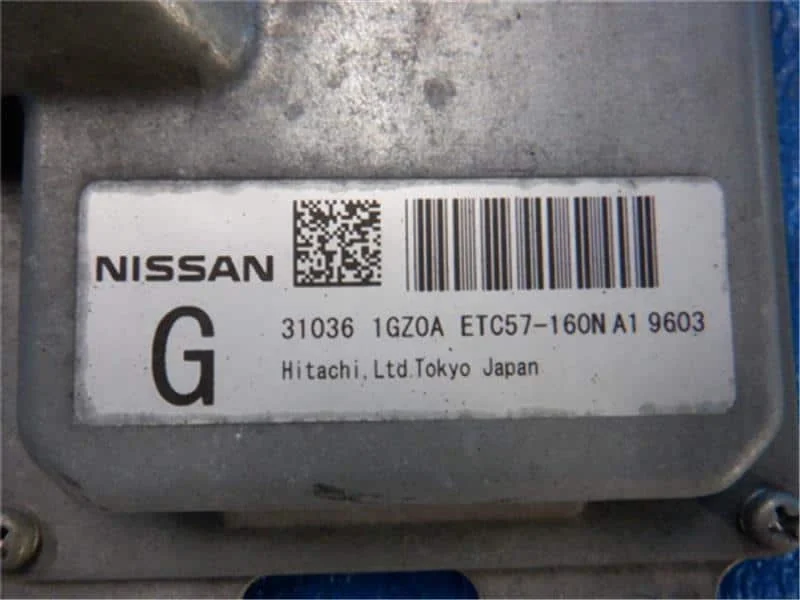 NISSAN
G
31036 1GZ0A ETC57-160N A1 9603
Hitachi,Ltd.Tokyo Japan